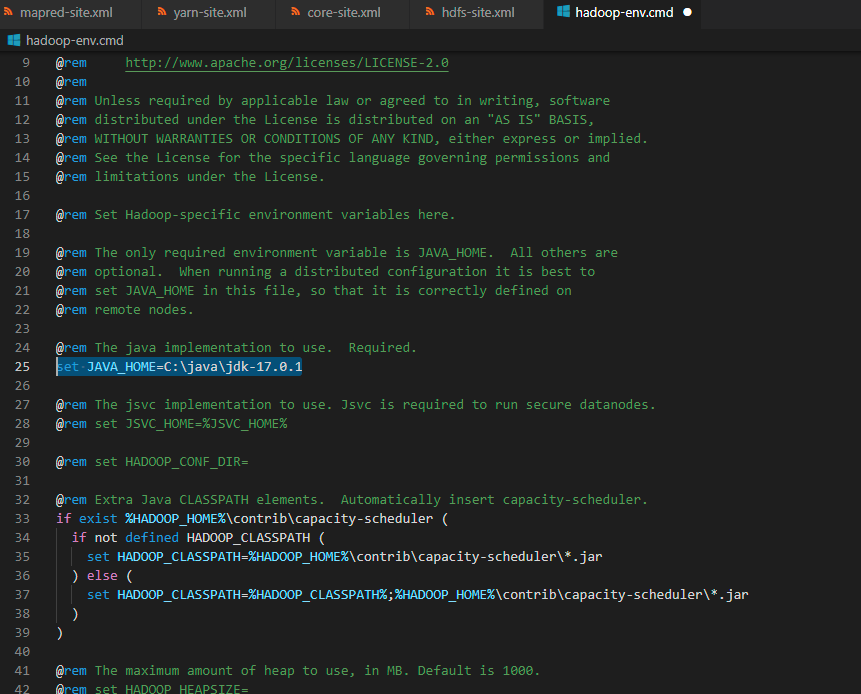 mapred-site.xml yarn-site.xml core-site.xml hdfs-site.xml hadoop-env.cmd
hadoop-env.cmd
9 @rem http://www.apache.org/licenses/LICENSE-2.0
10 @rem
11 @rem Unless required by applicable law or agreed to in writing, software
12 @rem distributed under the License is distributed on an "AS IS" BASIS,
13 @rem WITHOUT WARRANTIES OR CONDITIONS OF ANY KIND, either express or implied.
14 @rem See the License for the specific language governing permissions and
15 @rem limitations under the License.
16
17 @rem Set Hadoop-specific environment variables here.
18
19 @rem The only required environment variable is JAVA_HOME.  All others are
20 @rem optional.  When running a distributed configuration it is best to
21 @rem set JAVA_HOME in this file, so that it is correctly defined on
22 @rem remote nodes.
23
24 @rem The java implementation to use.  Required.
25 set JAVA_HOME=C:\java\jdk-17.0.1
26
27 @rem The jsvc implementation to use. Jsvc is required to run secure datanodes.
28 @rem set JSVC_HOME=%JSVC_HOME%
29
30 @rem set HADOOP_CONF_DIR=
31
32 @rem Extra Java CLASSPATH elements.  Automatically insert capacity-scheduler.
33 if exist %HADOOP_HOME%\contrib\capacity-scheduler (
34 if not defined HADOOP_CLASSPATH (
35 set HADOOP_CLASSPATH=%HADOOP_HOME%\contrib\capacity-scheduler\*.jar
36 ) else (
37 set HADOOP_CLASSPATH=%HADOOP_CLASSPATH%;%HADOOP_HOME%\contrib\capacity-scheduler\*.jar
38 )
39 )
40
41 @rem The maximum amount of heap to use, in MB. Default is 1000.
42 @rem set HADOOP_HEAPSIZE=